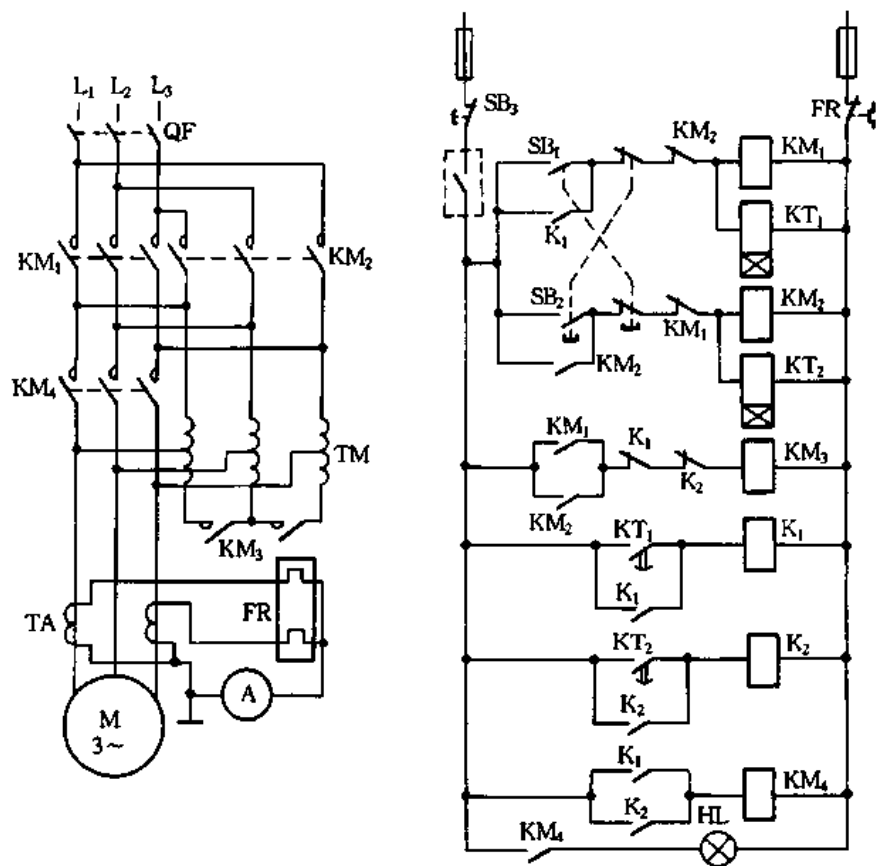 L₁ L₂ L₃
QF
KM₁
KM₂
KM₄
TM
KM₃
TA
FR
A
M
3～
SB₃
FR
SB₁
KM₂
KM₁
K₁
KT₁
SB₂
KM₁
KM₂
KM₂
KT₂
KM₁
K₁
K₂
KM₃
KM₂
KT₁
K₁
K₁
KT₂
K₂
K₂
K₁
K₂
KM₄
HL
KM₄